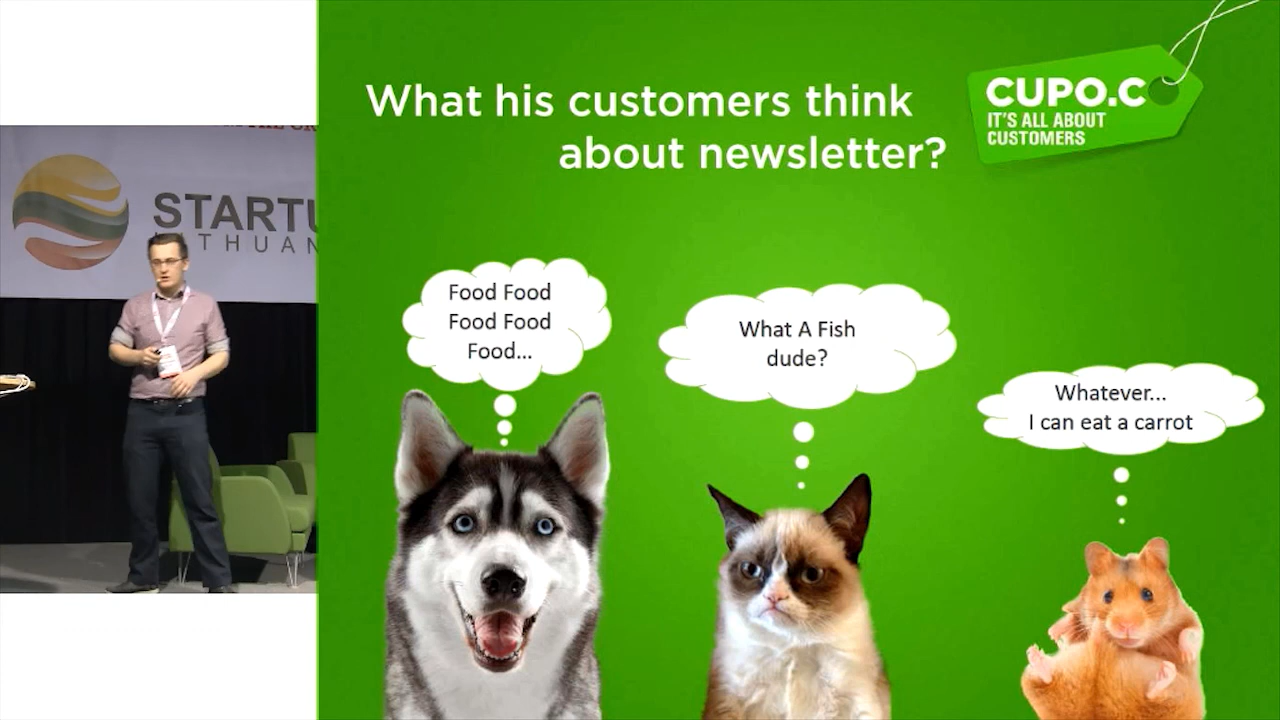 What his customers think
about newsletter?
CUPO.C
IT'S ALL ABOUT
CUSTOMERS
STARTU
THUAN
Food Food
Food Food
Food...
What A Fish
dude?
Whatever...
I can eat a carrot